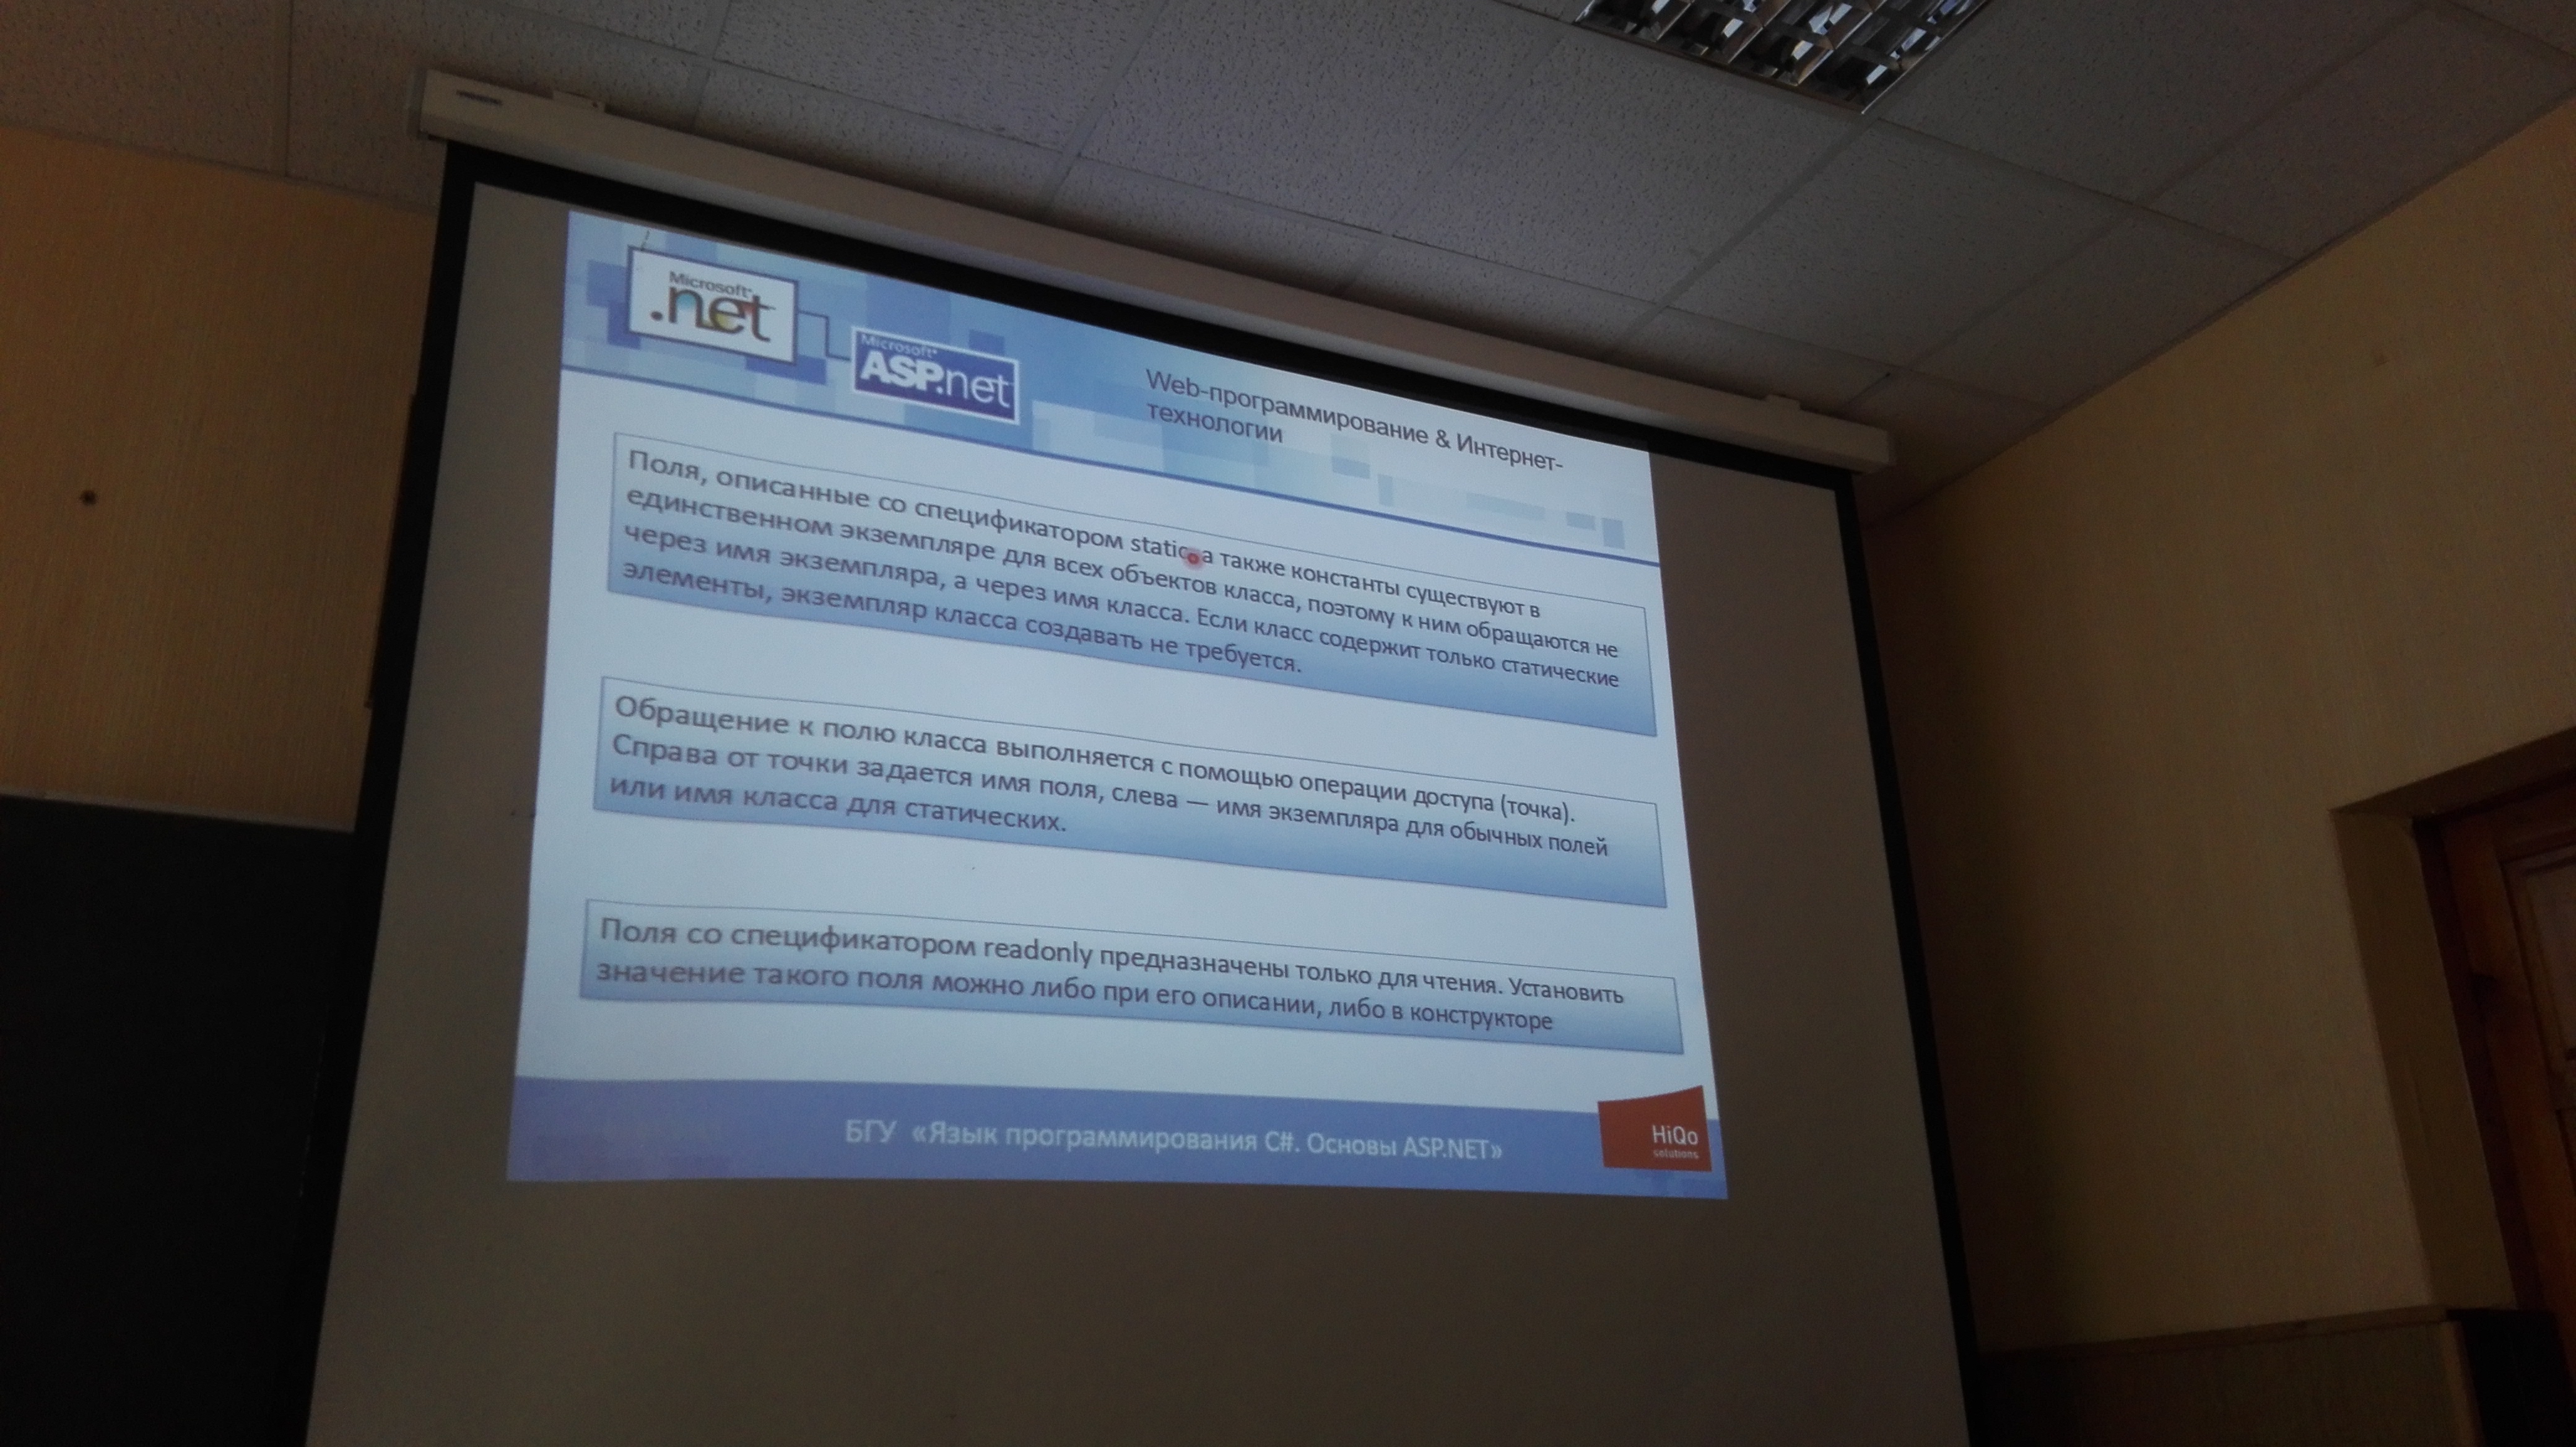 Microsoft
.net
Microsoft
ASP.net
Web-программирование & Интернет-
технологии
Поля, описанные со спецификатором static, а также константы существуют в
единственном экземпляре для всех объектов класса, поэтому к ним обращаются не
через имя экземпляра, а через имя класса. Если класс содержит только статические
элементы, экземпляр класса создавать не требуется.
Обращение к полю класса выполняется с помощью операции доступа (точка).
Справа от точки задается имя поля, слева — имя экземпляра для обычных полей
или имя класса для статических.
Поля со спецификатором readonly предназначены только для чтения. Установить
значение такого поля можно либо при его описании, либо в конструкторе
БГУ «Язык программирования C#. Основы ASP.NET»
HiQo
solutions